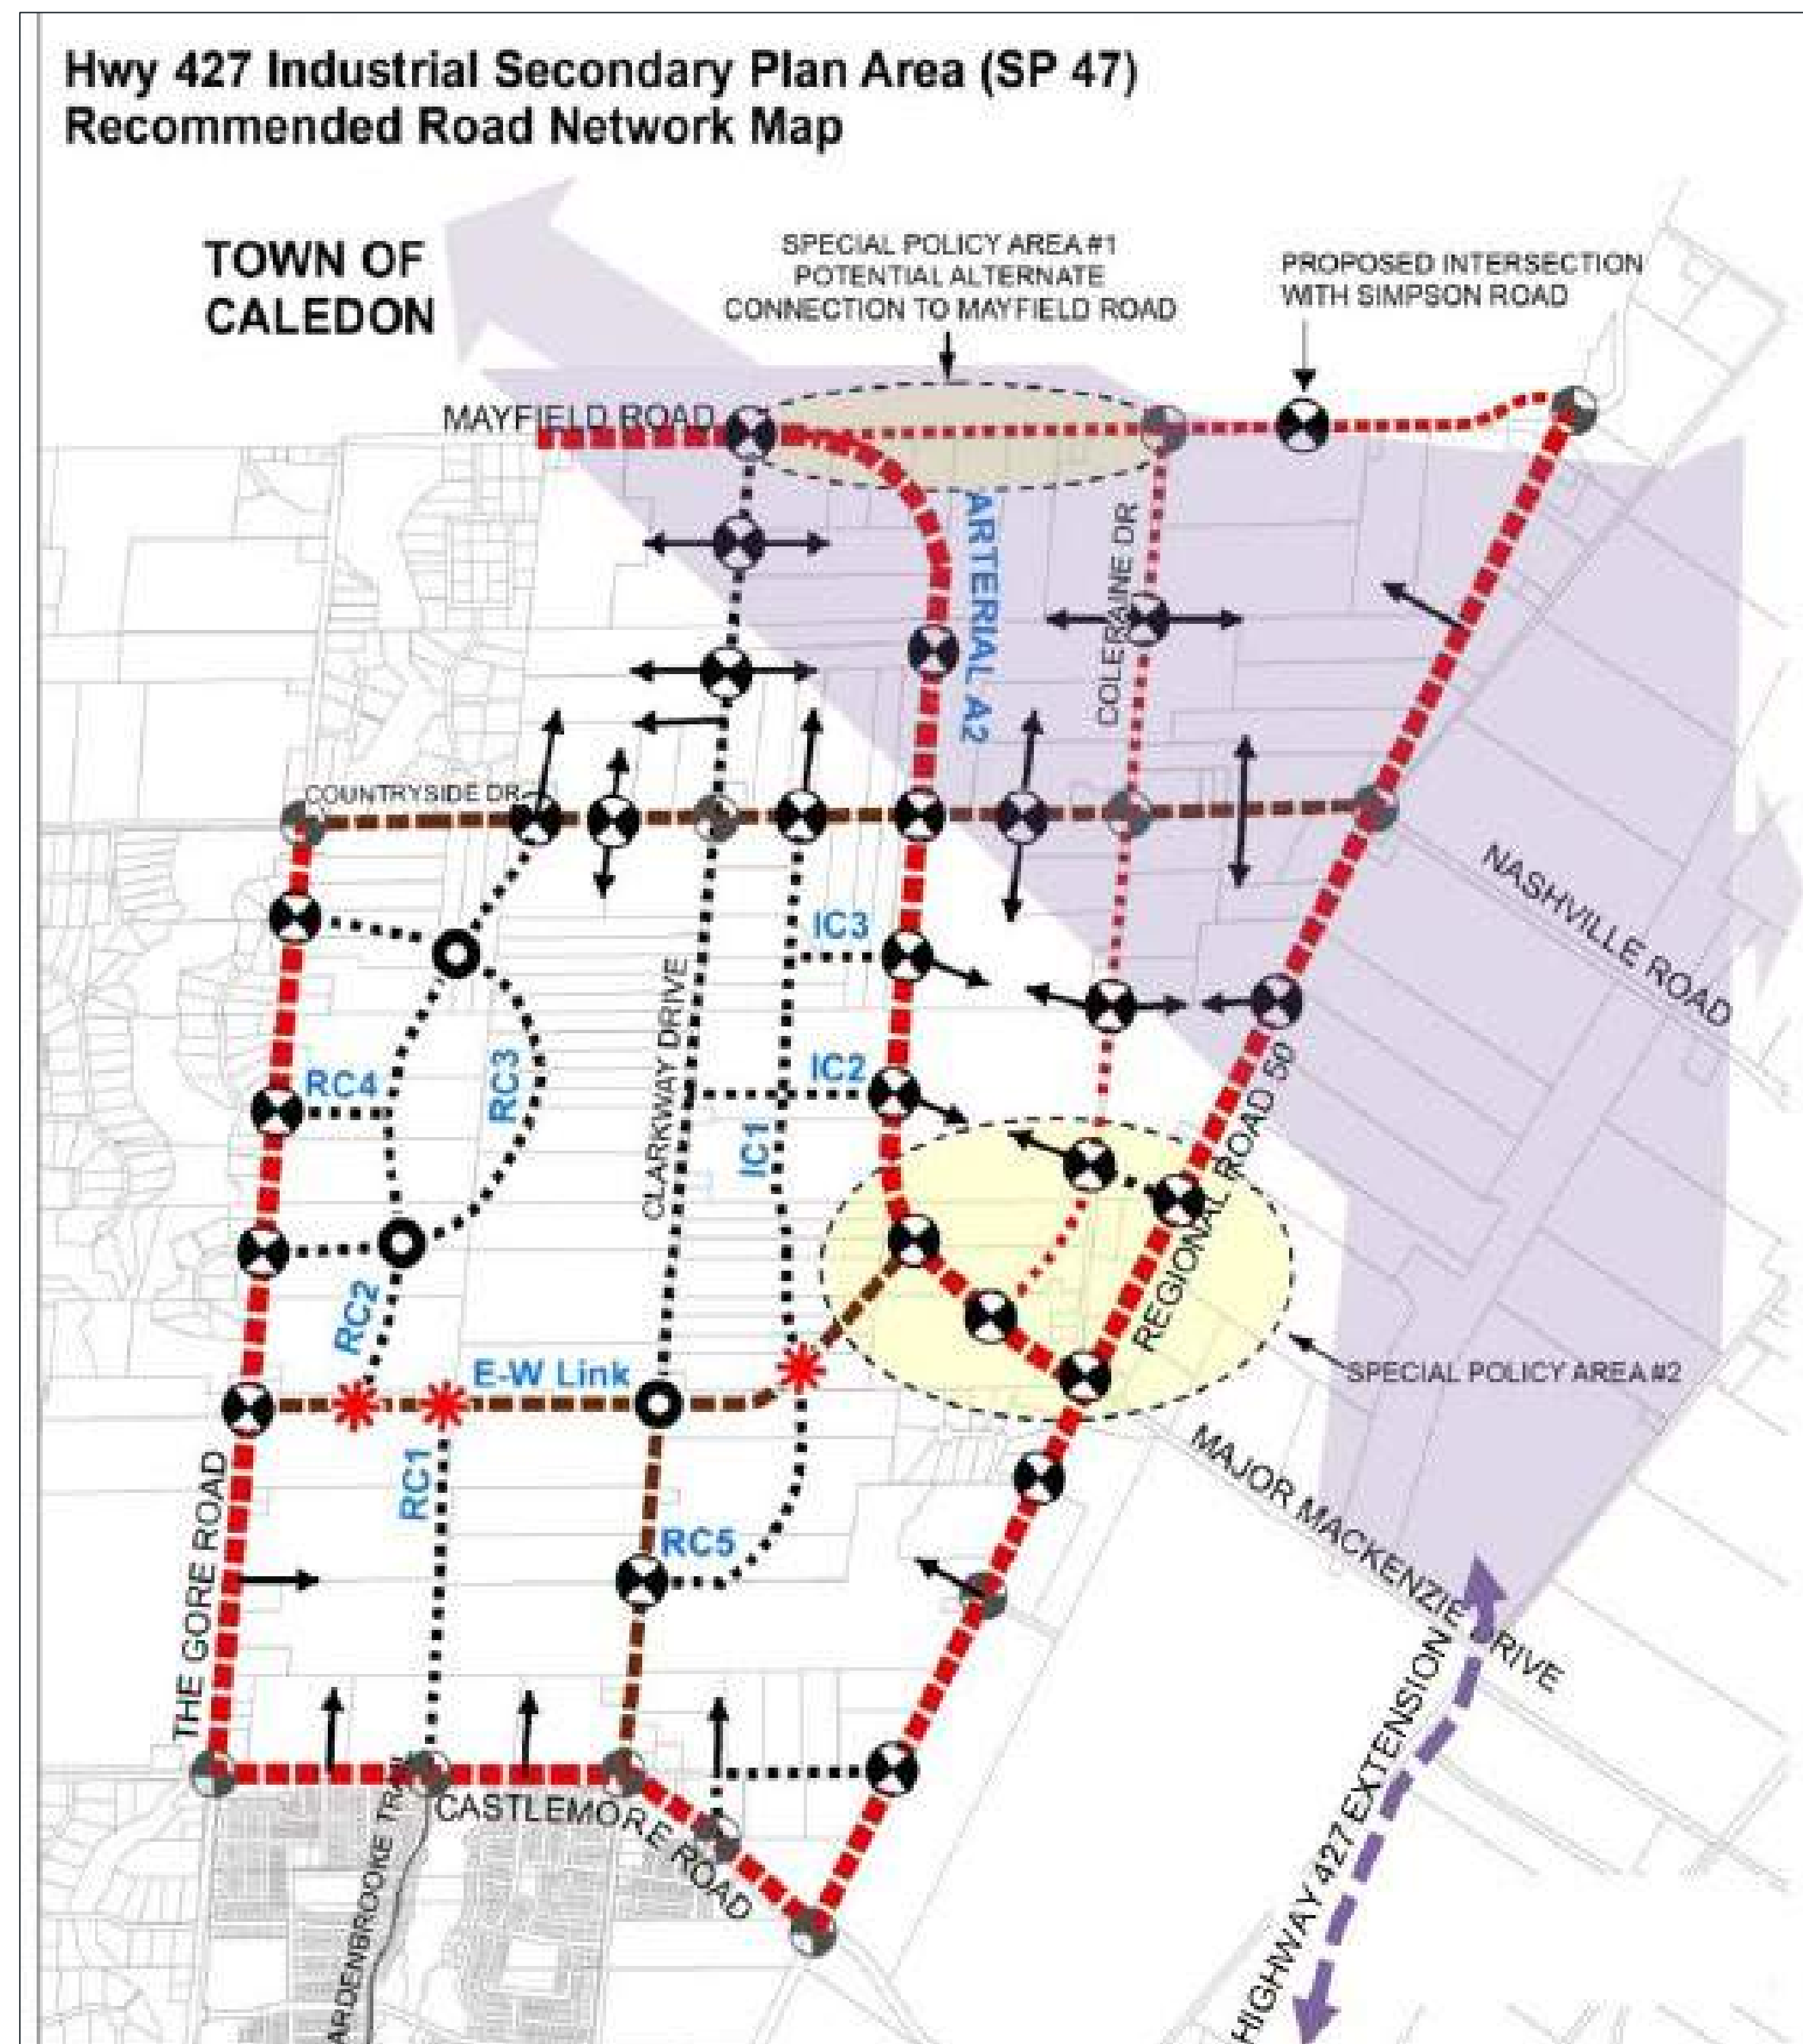 Hwy 427 Industrial Secondary Plan Area (SP 47)
Recommended Road Network Map
TOWN OF
CALEDON
SPECIAL POLICY AREA #1
POTENTIAL ALTERNATE
CONNECTION TO MAYFIELD ROAD
PROPOSED INTERSECTION
WITH SIMPSON ROAD
MAYFIELD ROAD
ARTERIAL A2
COLERAINE DR
COUNTRYSIDE DR
NASHVILLE ROAD
IC3
CLARKWAY DRIVE
RC4
RC3
IC2
IC1
REGIONAL ROAD 50
RC2
E-W Link
SPECIAL POLICY AREA #2
RC1
MAJOR MACKENZIE DRIVE
THE GORE ROAD
RC5
CASTLEMORE ROAD
ARDENBROOKE TRAIL
HIGHWAY 427 EXTENSION